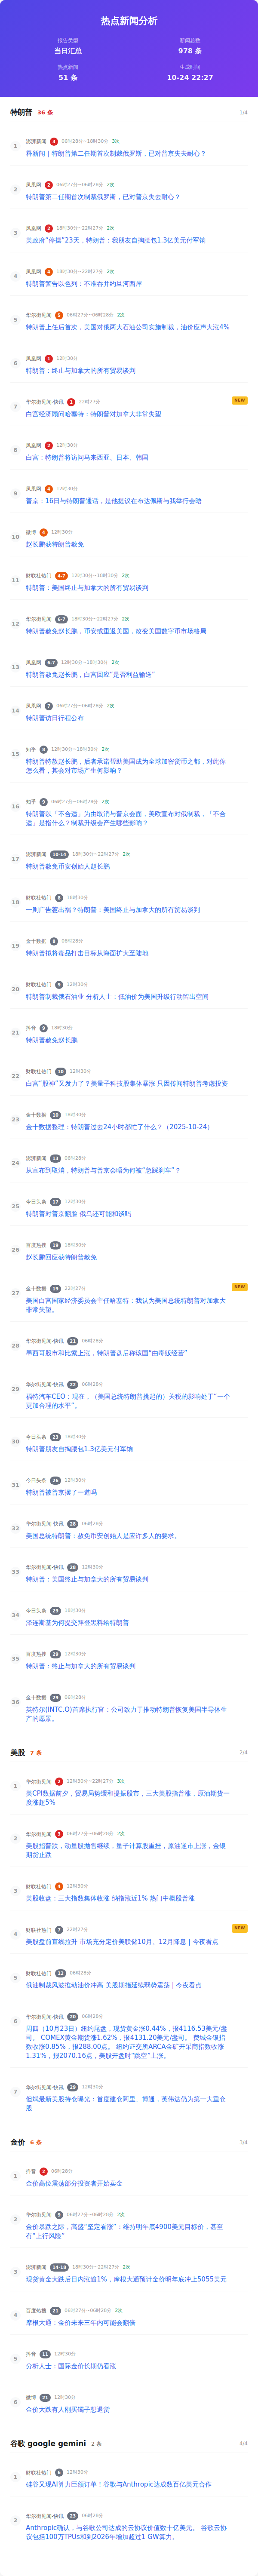 热点新闻分析
报告类型
当日汇总
新闻总数
978 条
热点新闻
51 条
生成时间
10-24 22:27
特朗普 36 条 1/4
1
澎湃新闻 3 06时28分~18时30分 3次
释新闻｜特朗普第二任期首次制裁俄罗斯，已对普京失去耐心？
2
凤凰网 2 06时27分~06时28分 2次
特朗普第二任期首次制裁俄罗斯，已对普京失去耐心？
3
凤凰网 2 18时30分~22时27分 2次
美政府“停摆”23天，特朗普：我朋友自掏腰包1.3亿美元付军饷
4
凤凰网 4 18时30分~22时27分 2次
特朗普警告以色列：不准吞并约旦河西岸
5
华尔街见闻 5 06时27分~06时28分 2次
特朗普上任后首次，美国对俄两大石油公司实施制裁，油价应声大涨4%
6
凤凰网 1 12时30分
特朗普：终止与加拿大的所有贸易谈判
7
华尔街见闻-快讯 1 22时27分 NEW
白宫经济顾问哈塞特：特朗普对加拿大非常失望
8
凤凰网 2 12时30分
白宫：特朗普将访问马来西亚、日本、韩国
9
凤凰网 4 12时30分
普京：16日与特朗普通话，是他提议在布达佩斯与我举行会晤
10
微博 4 12时30分
赵长鹏获特朗普赦免
11
财联社热门 4-7 12时30分~18时30分 2次
特朗普：美国终止与加拿大的所有贸易谈判
12
华尔街见闻 6-7 18时30分~22时27分 2次
特朗普赦免赵长鹏，币安或重返美国，改变美国数字币市场格局
13
凤凰网 6-7 12时30分~18时30分 2次
特朗普赦免赵长鹏，白宫回应“是否利益输送”
14
凤凰网 7 06时27分~06时28分 2次
特朗普访日行程公布
15
知乎 8 12时30分~18时30分 2次
特朗普特赦赵长鹏，后者承诺帮助美国成为全球加密货币之都，对此你
怎么看，其会对市场产生何影响？
16
知乎 9 06时27分~06时28分 2次
特朗普以「不合适」为由取消与普京会面，美欧宣布对俄制裁，「不合
适」是指什么？制裁升级会产生哪些影响？
17
澎湃新闻 10-14 18时30分~22时27分 2次
特朗普赦免币安创始人赵长鹏
18
财联社热门 8 18时30分
一则广告惹出祸？特朗普：美国终止与加拿大的所有贸易谈判
19
金十数据 8 06时28分
特朗普拟将毒品打击目标从海面扩大至陆地
20
财联社热门 9 12时30分
特朗普制裁俄石油业 分析人士：低油价为美国升级行动留出空间
21
抖音 9 18时30分
特朗普赦免赵长鹏
22
财联社热门 10 12时30分
白宫“股神”又发力了？美量子科技股集体暴涨 只因传闻特朗普考虑投资
23
金十数据 10 18时30分
金十数据整理：特朗普过去24小时都忙了什么？（2025-10-24）
24
澎湃新闻 13 06时28分
从宣布到取消，特朗普与普京会晤为何被“急踩刹车”？
25
今日头条 17 12时30分
特朗普对普京翻脸 俄乌还可能和谈吗
26
百度热搜 19 18时30分
赵长鹏回应获特朗普赦免
27
金十数据 19 22时27分 NEW
美国白宫国家经济委员会主任哈塞特：我认为美国总统特朗普对加拿大
非常失望。
28
华尔街见闻-快讯 21 06时28分
墨西哥股市和比索上涨，特朗普盘后称该国“由毒贩经营”
29
华尔街见闻-快讯 22 06时28分
福特汽车CEO：现在，（美国总统特朗普挑起的）关税的影响处于“一个
更加合理的水平”。
30
今日头条 23 18时30分
特朗普朋友自掏腰包1.3亿美元付军饷
31
今日头条 26 12时30分
特朗普被普京摆了一道吗
32
华尔街见闻-快讯 28 06时28分
美国总统特朗普：赦免币安创始人是应许多人的要求。
33
华尔街见闻-快讯 28 12时30分
特朗普：美国终止与加拿大的所有贸易谈判
34
今日头条 29 18时30分
泽连斯基为何提交拜登黑料给特朗普
35
百度热搜 29 12时30分
特朗普：终止与加拿大的所有贸易谈判
36
金十数据 29 06时28分
英特尔(INTC.O)首席执行官：公司致力于推动特朗普恢复美国半导体生
产的愿景。
美股 7 条 2/4
1
华尔街见闻 3 12时30分~22时27分 3次
美CPI数据前夕，贸易局势缓和提振股市，三大美股指普涨，原油期货一
度涨超5%
2
华尔街见闻 3 06时27分~06时28分 2次
美股指普跌，动量股抛售继续，量子计算股重挫，原油逆市上涨，金银
期货止跌
3
财联社热门 4 12时30分
美股收盘：三大指数集体收涨 纳指涨近1% 热门中概股普涨
4
财联社热门 7 22时27分 NEW
美股盘前直线拉升 市场充分定价美联储10月、12月降息 | 今夜看点
5
财联社热门 12 06时28分
俄油制裁风波推动油价冲高 美股期指延续弱势震荡 | 今夜看点
6
华尔街见闻-快讯 20 06时28分
周四（10月23日）纽约尾盘，现货黄金涨0.44%，报4116.53美元/盎
司。 COMEX黄金期货涨1.62%，报4131.20美元/盎司。 费城金银指
数收涨0.85%，报288.00点。 纽约证交所ARCA金矿开采商指数收涨
1.31%，报2070.16点，美股开盘时“跳空”上涨。
7
华尔街见闻-快讯 29 12时30分
但斌最新美股持仓曝光：首度建仓阿里、博通，英伟达仍为第一大重仓
股
金价 6 条 3/4
1
抖音 2 06时28分
金价高位震荡部分投资者开始卖金
2
华尔街见闻 9 06时27分~06时28分 2次
金价暴跌之际，高盛“坚定看涨”：维持明年底4900美元目标价，甚至
有“上行风险”
3
澎湃新闻 14-18 18时30分~22时27分 2次
现货黄金大跌后日内涨逾1%，摩根大通预计金价明年底冲上5055美元
4
百度热搜 25 06时27分~06时28分 2次
摩根大通：金价未来三年内可能会翻倍
5
抖音 11 12时30分
分析人士：国际金价长期仍看涨
6
微博 21 12时30分
金价大跌有人刚买镯子想退货
谷歌 google gemini 2 条 4/4
1
财联社热门 6 12时30分
硅谷又现AI算力巨额订单！谷歌与Anthropic达成数百亿美元合作
2
华尔街见闻-快讯 23 06时28分
Anthropic确认，与谷歌公司达成的云协议价值数十亿美元。 谷歌云协
议包括100万TPUs和到2026年增加超过1 GW算力。